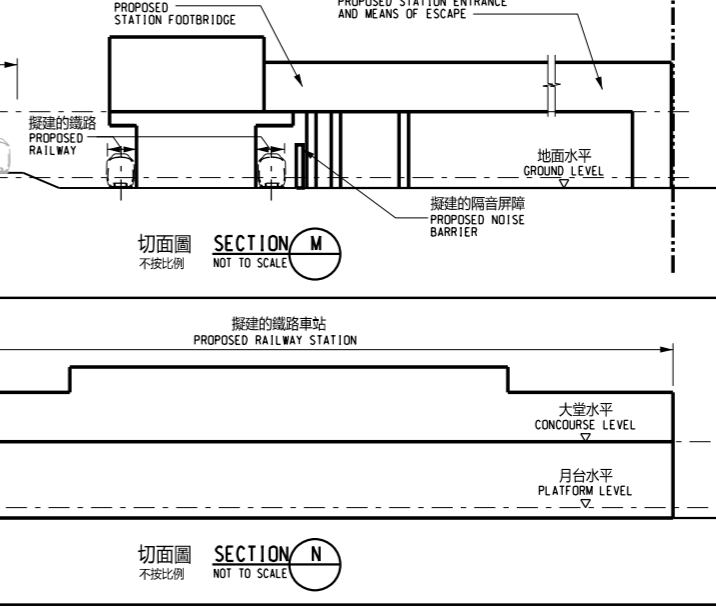 PROPOSED
STATION FOOTBRIDGE
PROPOSED STATION ENTRANCE
AND MEANS OF ESCAPE
擬建的鐵路
PROPOSED
RAILWAY
地面水平
GROUND LEVEL
擬建的隔音屏障
PROPOSED NOISE
BARRIER
切面圖 SECTION M
不按比例 NOT TO SCALE
擬建的鐵路車站
PROPOSED RAILWAY STATION
大堂水平
CONCOURSE LEVEL
月台水平
PLATFORM LEVEL
切面圖 SECTION N
不按比例 NOT TO SCALE